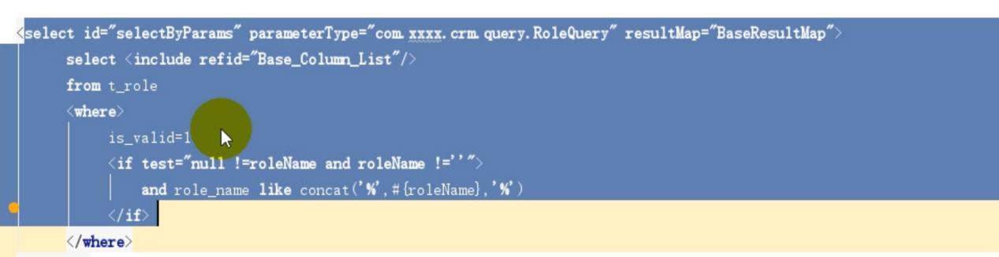 <select id="selectByParams" parameterType="com.xxxx.crm.query.RoleQuery" resultMap="BaseResultMap">
select <include refid="Base_Column_List"/>
from t_role
<where>
is_valid=1
<if test="null !=roleName and roleName !=''">
and role_name like concat('%',#{roleName},'%')
</if>
</where>